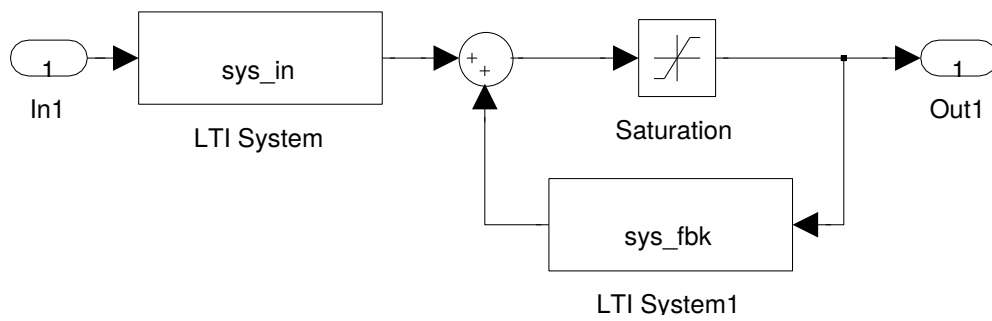 1
In1
sys_in
LTI System
+
+
Saturation
1
Out1
sys_fbk
LTI System1